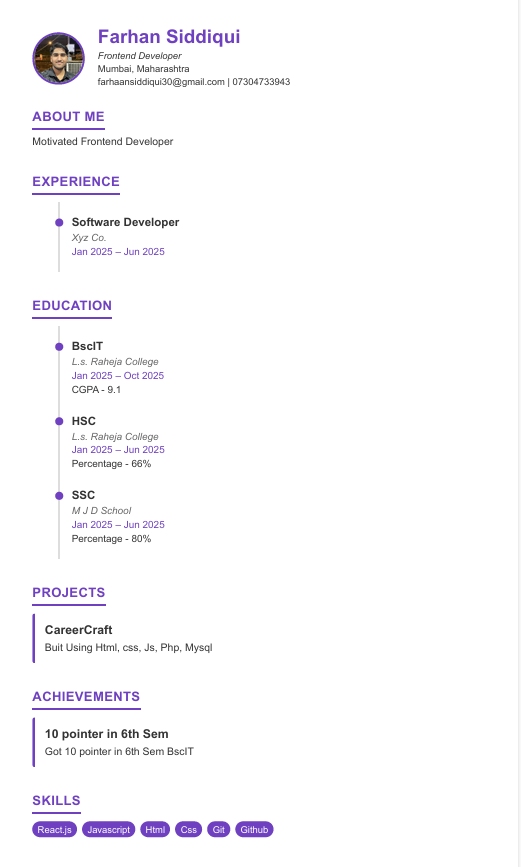 Farhan Siddiqui
Frontend Developer
Mumbai, Maharashtra
farhaansiddiqui30@gmail.com | 07304733943
ABOUT ME
Motivated Frontend Developer
EXPERIENCE
Software Developer
Xyz Co.
Jan 2025 – Jun 2025
EDUCATION
BscIT
L.s. Raheja College
Jan 2025 – Oct 2025
CGPA - 9.1
HSC
L.s. Raheja College
Jan 2025 – Jun 2025
Percentage - 66%
SSC
M J D School
Jan 2025 – Jun 2025
Percentage - 80%
PROJECTS
CareerCraft
Buit Using Html, css, Js, Php, Mysql
ACHIEVEMENTS
10 pointer in 6th Sem
Got 10 pointer in 6th Sem BscIT
SKILLS
React.js Javascript Html Css Git Github